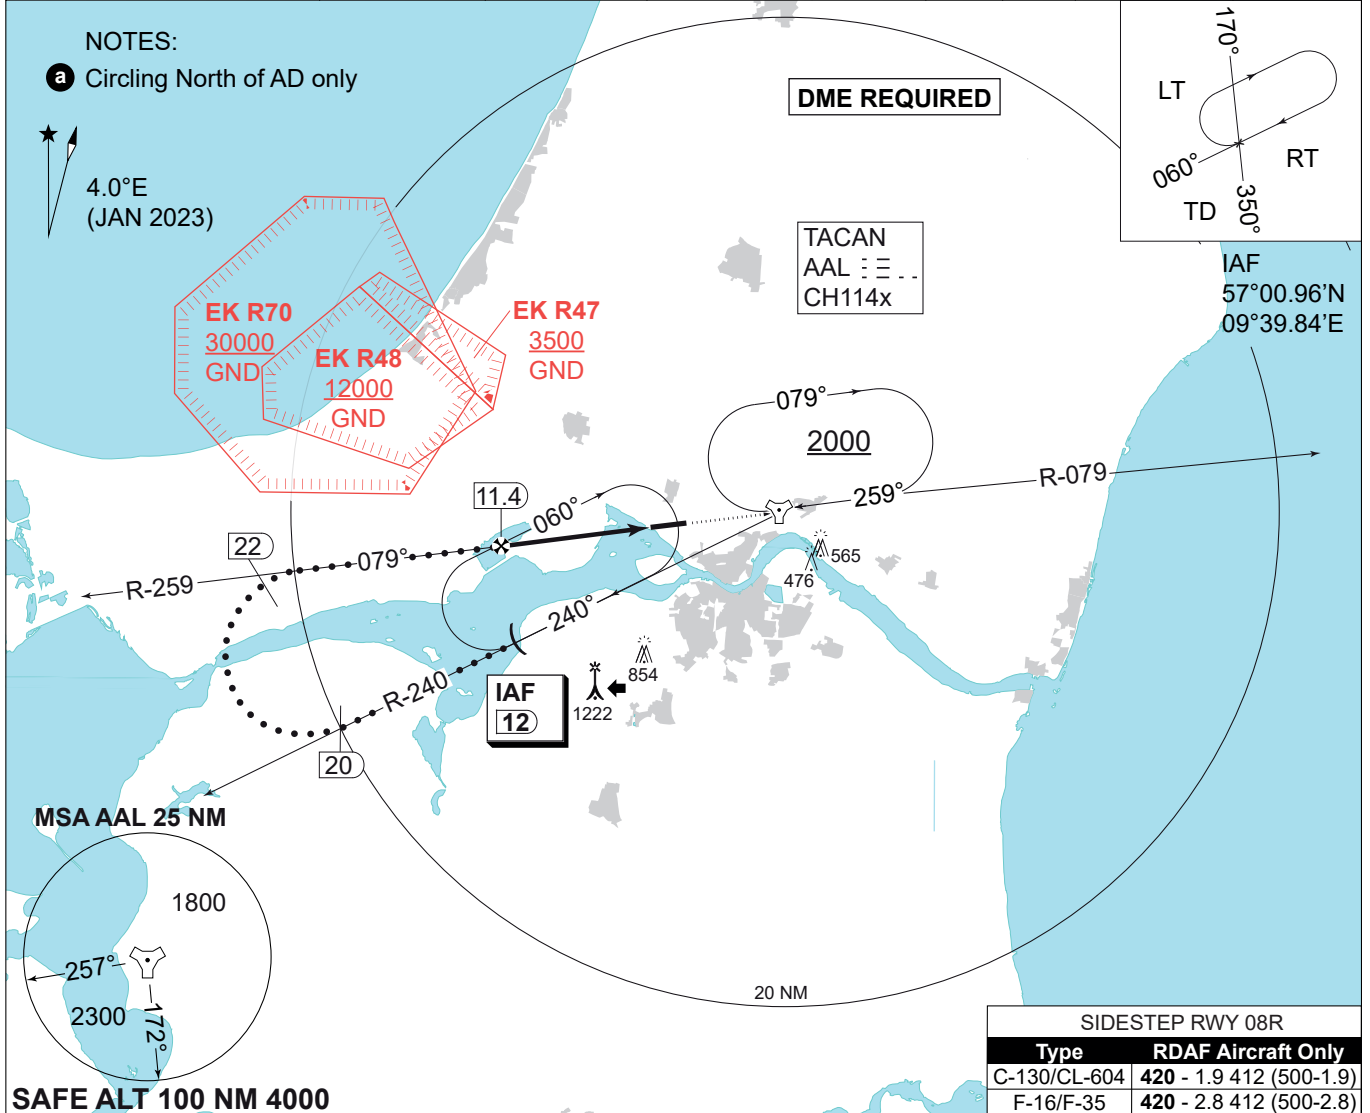 NOTES:
a Circling North of AD only
4.0°E
(JAN 2023)
DME REQUIRED
170°
LT
RT
060°
TD
350°
TACAN
AAL
CH114x
IAF
57°00.96’N
09°39.84’E
EK R70
30000
GND
EK R48
12000
GND
EK R47
3500
GND
079°
2000
259°
R-079
11.4
060°
22
079°
R-259
565
476
240°
854
R-240
IAF
12
1222
20
MSA AAL 25 NM
1800
257°
2300
172°
20 NM
SAFE ALT 100 NM 4000
SIDESTEP RWY 08R
Type RDAF Aircraft Only
C-130/CL-604 420 - 1.9 412 (500-1.9)
F-16/F-35 420 - 2.8 412 (500-2.8)